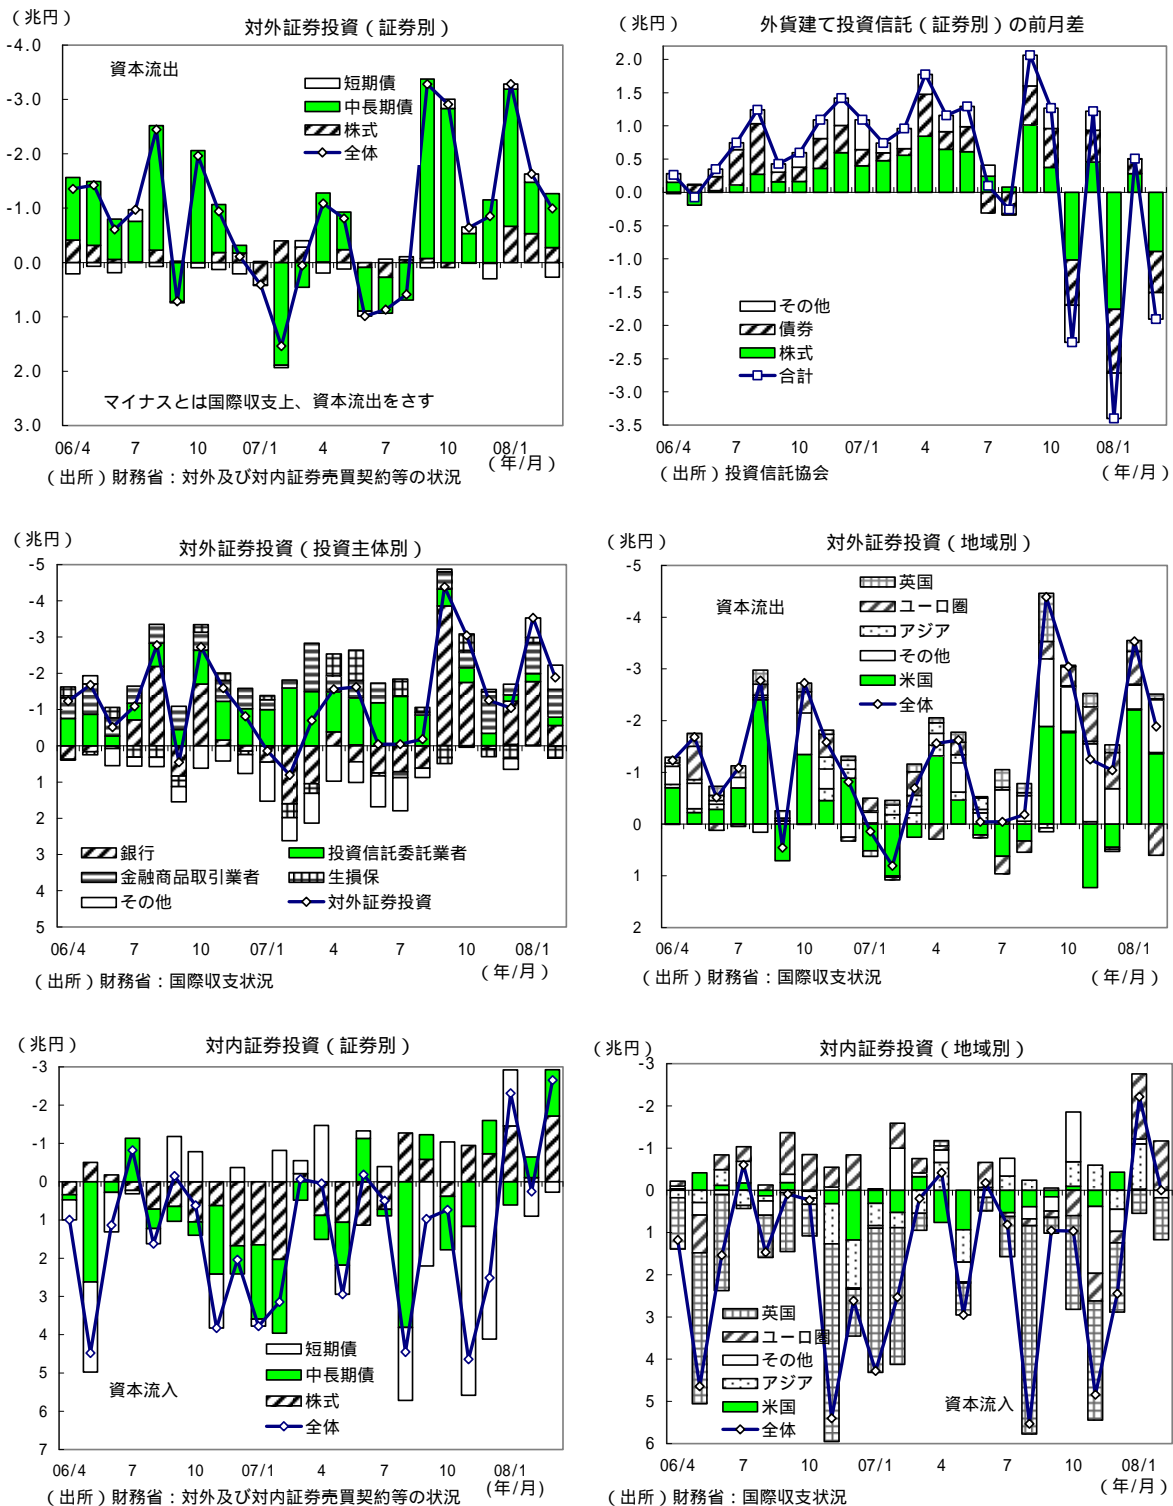 （兆円）
対外証券投資（証券別）
-4.0
-3.0
-2.0
-1.0
0.0
1.0
2.0
3.0
資本流出
短期債
中長期債
株式
全体
マイナスとは国際収支上、資本流出をさす
06/4 7 10 07/1 4 7 10 08/1
（年/月）
（出所）財務省：対外及び対内証券売買契約等の状況
（兆円）
外貨建て投資信託（証券別）の前月差
2.0
1.5
1.0
0.5
0.0
-0.5
-1.0
-1.5
-2.0
-2.5
-3.0
-3.5
その他
債券
株式
合計
06/4 7 10 07/1 4 7 10 08/1
（年/月）
（出所）投資信託協会
（兆円）
対外証券投資（投資主体別）
-5
-4
-3
-2
-1
0
1
2
3
4
5
銀行
投資信託委託業者
金融商品取引業者
生損保
その他
対外証券投資
06/4 7 10 07/1 4 7 10 08/1
（年/月）
（出所）財務省：国際収支状況
（兆円）
対外証券投資（地域別）
-5
-4
-3
-2
-1
0
1
2
資本流出
英国
ユーロ圏
アジア
その他
米国
全体
06/4 7 10 07/1 4 7 10 08/1
（年/月）
（出所）財務省：国際収支状況
（兆円）
対内証券投資（証券別）
-3
-2
-1
0
1
2
3
4
5
6
7
資本流入
短期債
中長期債
株式
全体
06/4 7 10 07/1 4 7 10 08/1
(年/月)
（出所）財務省：対外及び対内証券売買契約等の状況
（兆円）
対内証券投資（地域別）
-3
-2
-1
0
1
2
3
4
5
6
英国
ユーロ圏
その他
アジア
米国
全体
資本流入
06/4 7 10 07/1 4 7 10 08/1
（年/月）
（出所）財務省：国際収支状況